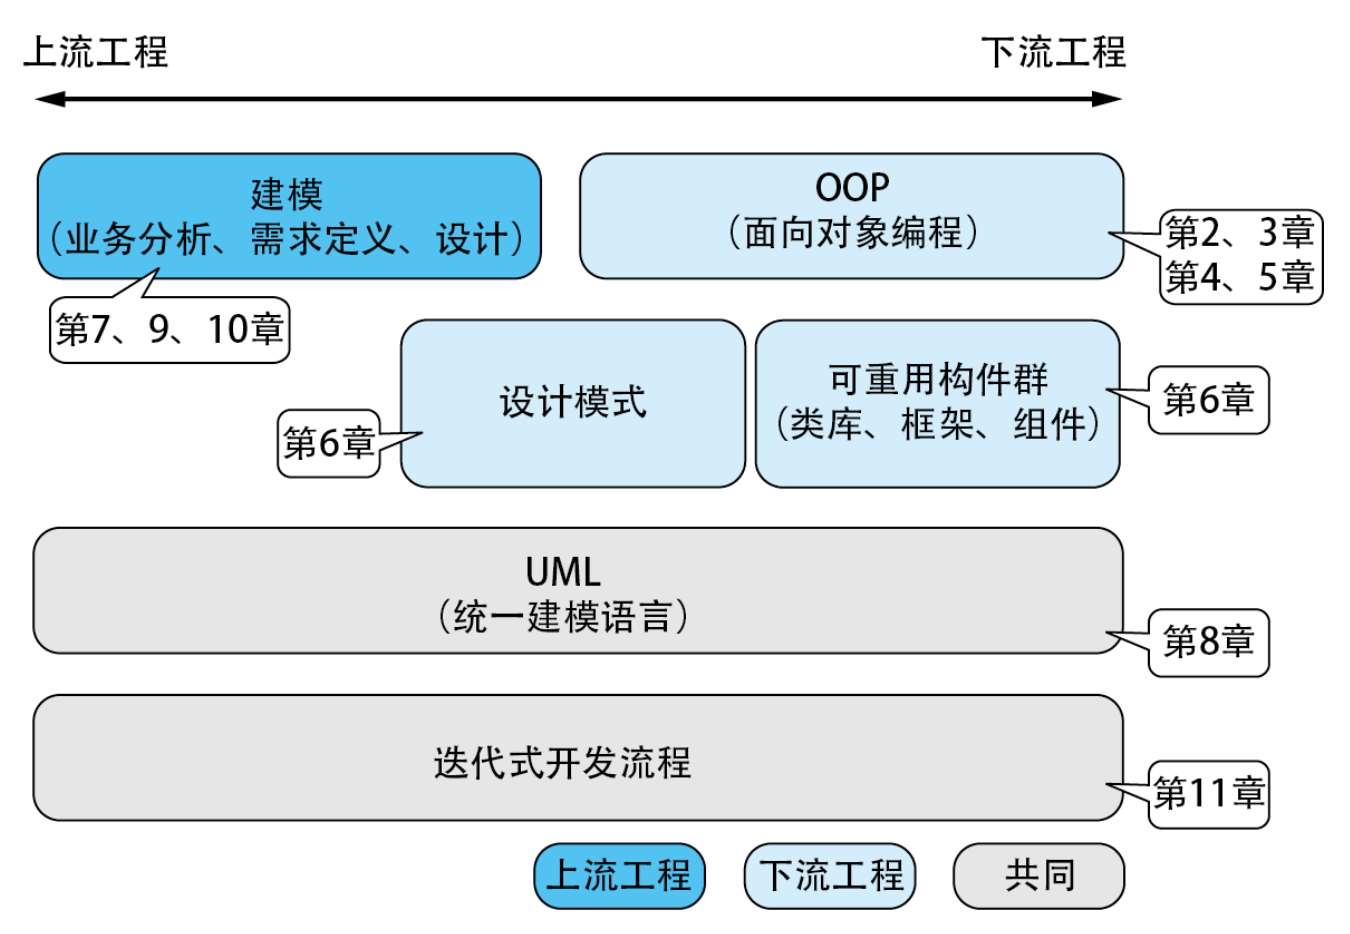 上流工程
下流工程
建模
（业务分析、需求定义、设计）
OOP
（面向对象编程）
第2、3章
第4、5章
第7、9、10章
设计模式
第6章
可重用构件群
（类库、框架、组件）
第6章
UML
（统一建模语言）
第8章
迭代式开发流程
第11章
上流工程
下流工程
共同